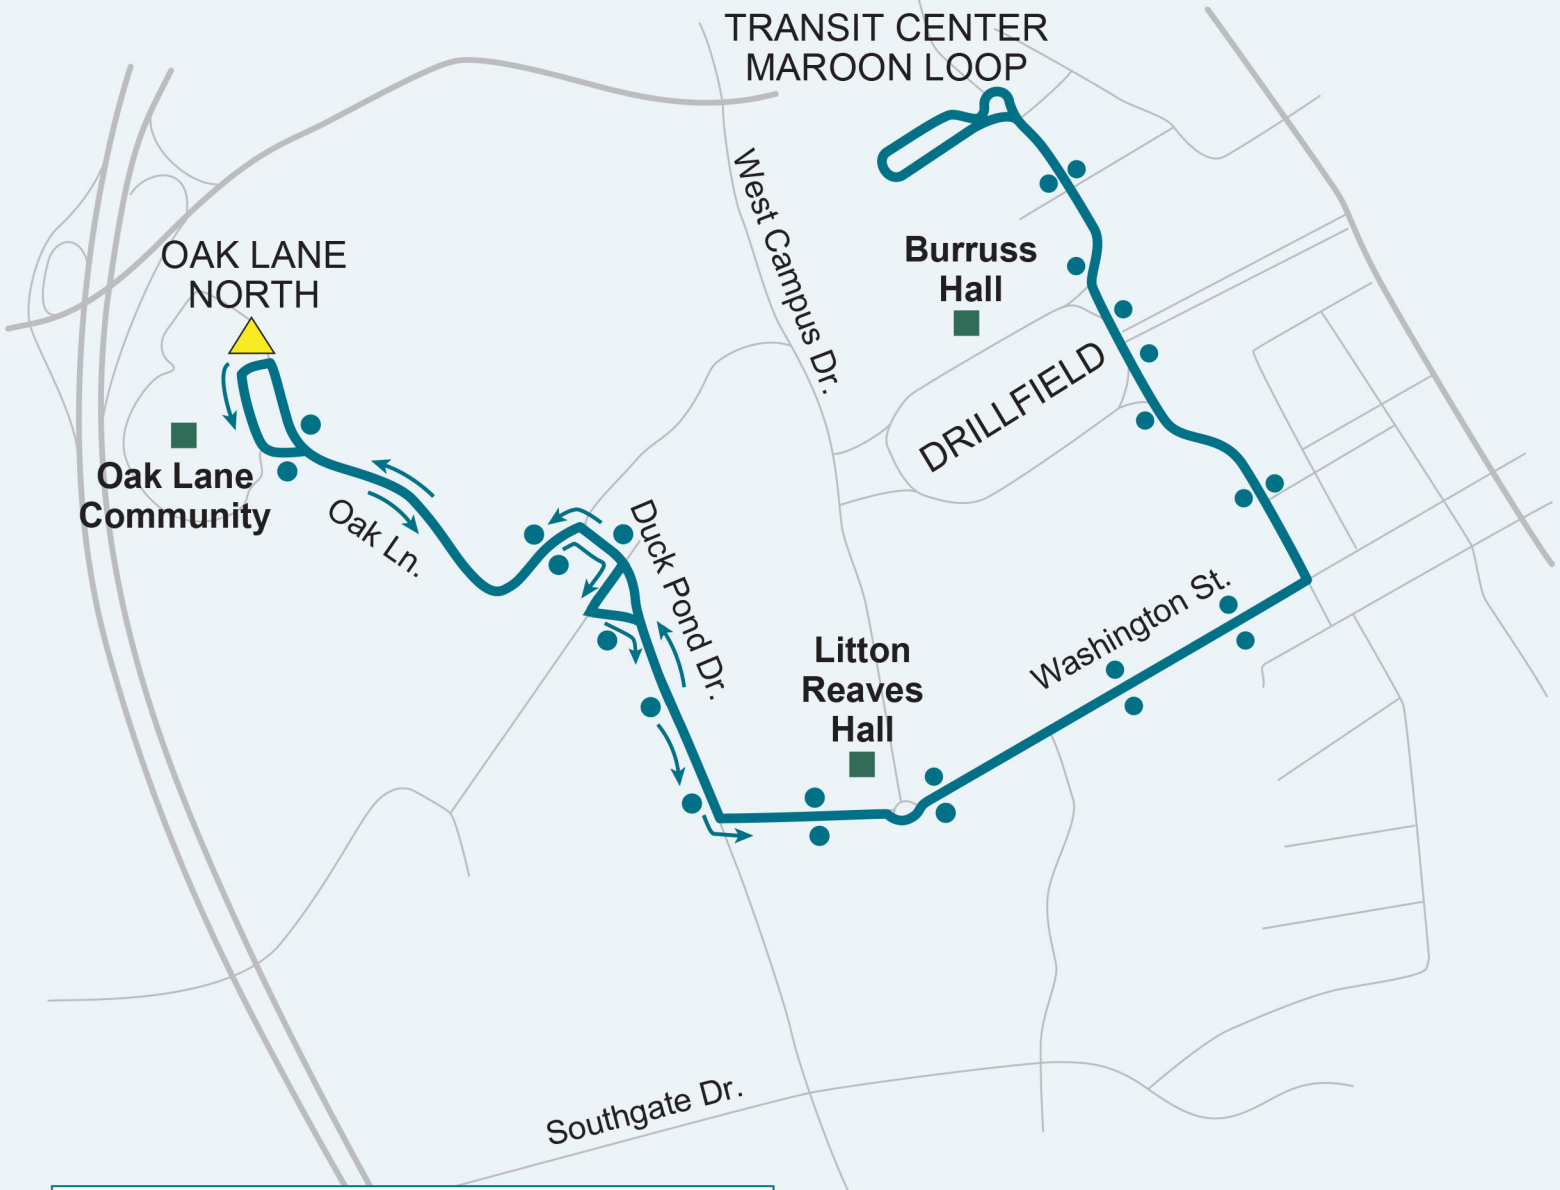 TRANSIT CENTER
MAROON LOOP
West Campus Dr.
Burruss
Hall
OAK LANE
NORTH
DRILLFIELD
Oak Lane
Community
Oak Ln.
Duck Pond Dr.
Washington St.
Litton
Reaves
Hall
Southgate Dr.